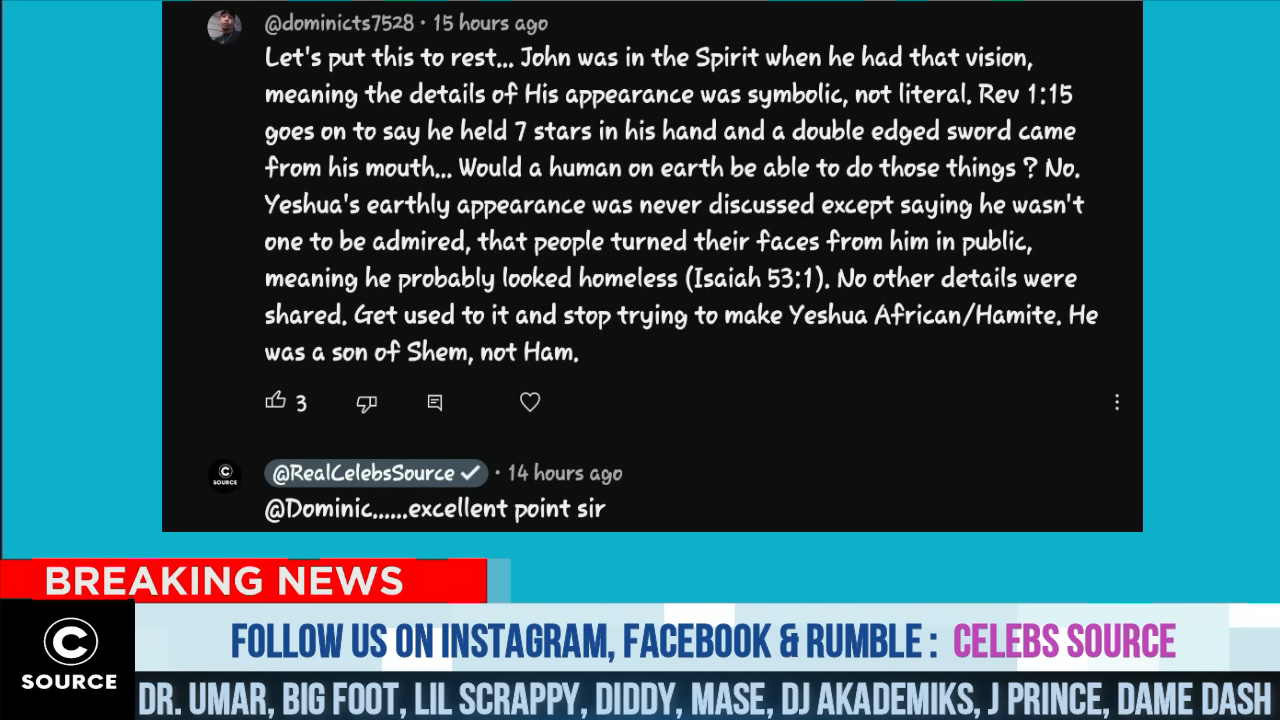 @dominicts7528 · 15 hours ago
Let's put this to rest... John was in the Spirit when he had that vision,
meaning the details of His appearance was symbolic, not literal. Rev 1:15
goes on to say he held 7 stars in his hand and a double edged sword came
from his mouth... Would a human on earth be able to do those things ? No.
Yeshua's earthly appearance was never discussed except saying he wasn't
one to be admired, that people turned their faces from him in public,
meaning he probably looked homeless (Isaiah 53:1). No other details were
shared. Get used to it and stop trying to make Yeshua African/Hamite. He
was a son of Shem, not Ham.
3
C
SOURCE
@RealCelebsSource · 14 hours ago
@Dominic......excellent point sir
BREAKING NEWS
C
SOURCE
FOLLOW US ON INSTAGRAM, FACEBOOK & RUMBLE : CELEBS SOURCE
DR. UMAR, BIG FOOT, LIL SCRAPPY, DIDDY, MASE, DJ AKADEMIKS, J PRINCE, DAME DASH